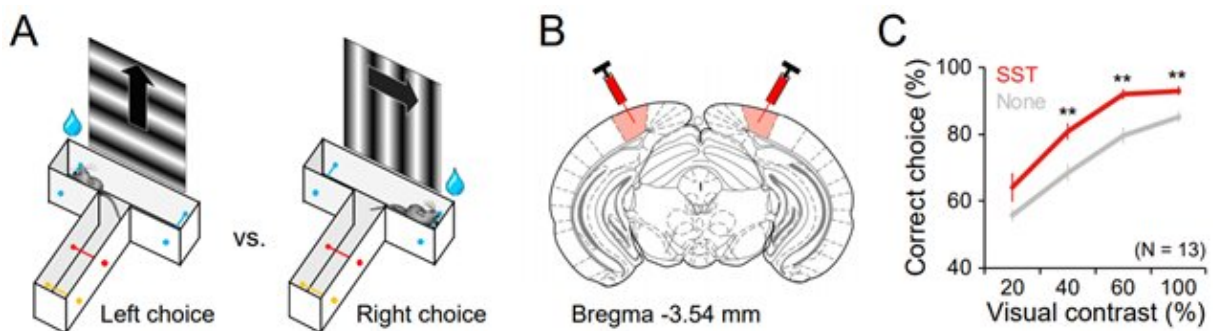 A
Left choice
vs.
Right choice
B
Bregma -3.54 mm
C
Correct choice (%)
100
80
60
40
SST
None
**
**
**
(N = 13)
20
40
60
100
Visual contrast (%)